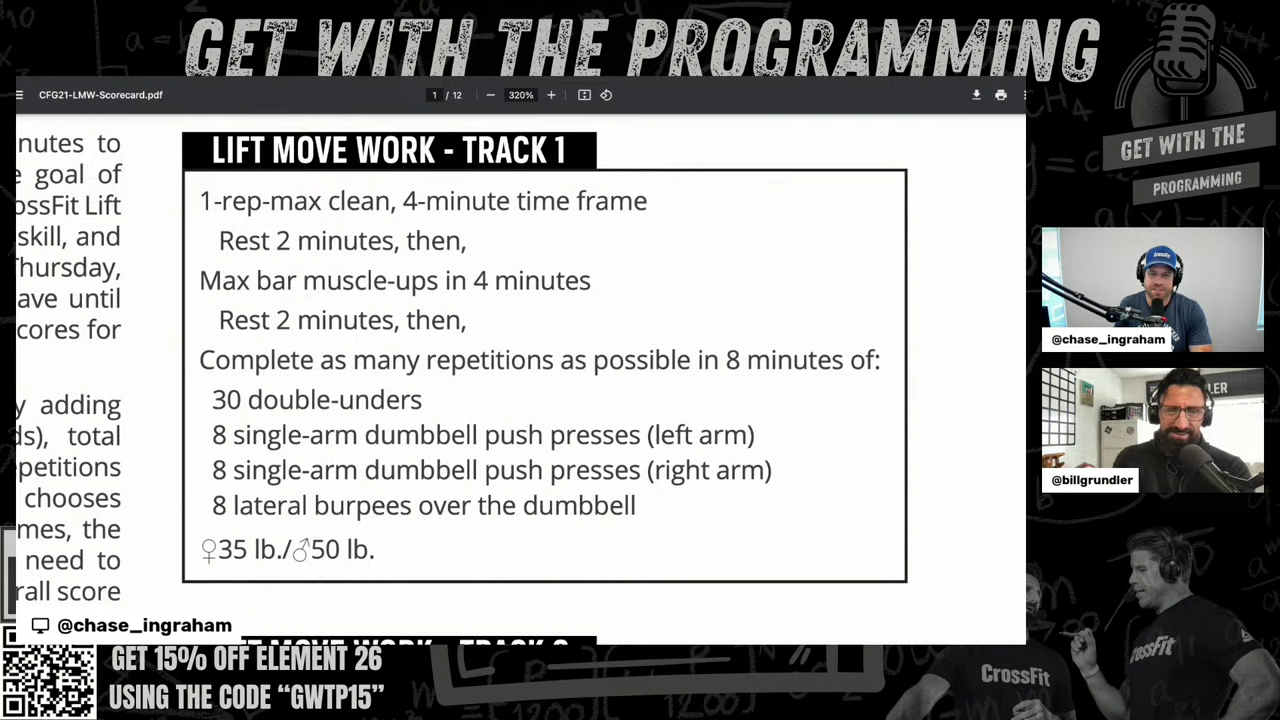 GET WITH THE PROGRAMMING
CFG21-LMW-Scorecard.pdf
1 / 12
320%
nutes to
goal of
ossFit Lift
skill, and
Thursday,
ave until
cores for
y adding
ds), total
petitions
chooses
mes, the
need to
rall score
LIFT MOVE WORK - TRACK 1
1-rep-max clean, 4-minute time frame
Rest 2 minutes, then,
Max bar muscle-ups in 4 minutes
Rest 2 minutes, then,
Complete as many repetitions as possible in 8 minutes of:
30 double-unders
8 single-arm dumbbell push presses (left arm)
8 single-arm dumbbell push presses (right arm)
8 lateral burpees over the dumbbell
♀35 lb./♂50 lb.
@chase_ingraham
GET 15% OFF ELEMENT 26
USING THE CODE “GWTP15”
GET WITH THE
PROGRAMMING
CrossFit
@chase_ingraham
@billgrundler
CrossFit
CrossFit